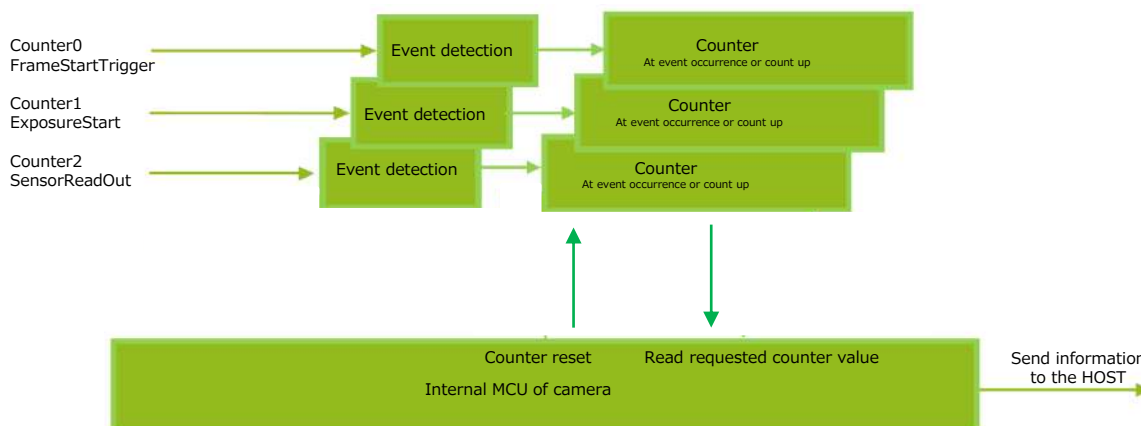 Counter0
FrameStartTrigger
Event detection
Counter
At event occurrence or count up
Counter1
ExposureStart
Event detection
Counter
At event occurrence or count up
Counter2
SensorReadOut
Event detection
Counter
At event occurrence or count up
Counter reset
Read requested counter value
Internal MCU of camera
Send information
to the HOST